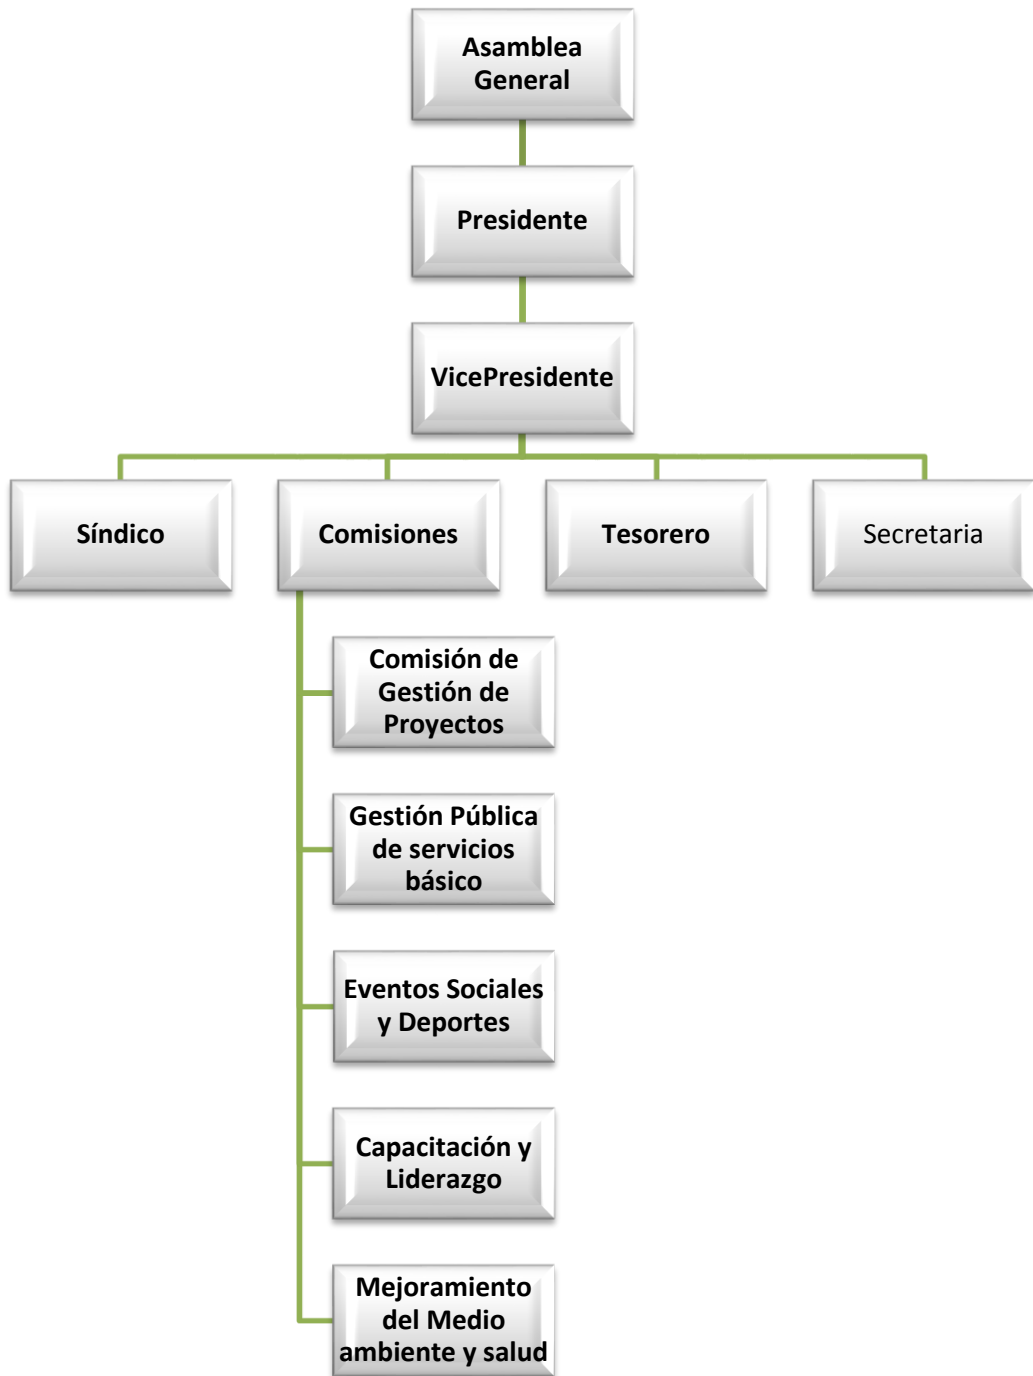 Asamblea
General
Presidente
VicePresidente
Síndico
Comisiones
Tesorero
Secretaria
Comisión de
Gestión de
Proyectos
Gestión Pública
de servicios
básico
Eventos Sociales
y Deportes
Capacitación y
Liderazgo
Mejoramiento
del Medio
ambiente y salud